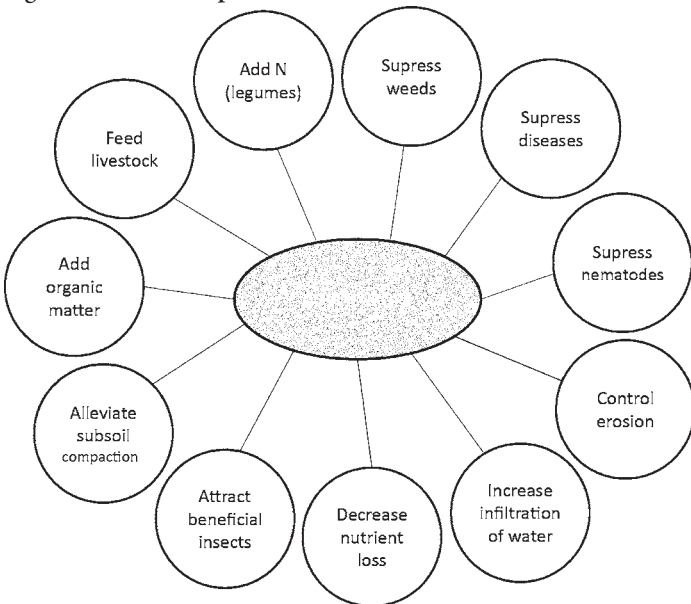 Add N
(legumes)
Supress
weeds
Supress
diseases
Supress
nematodes
Control
erosion
Increase
infiltration
of water
Decrease
nutrient
loss
Attract
beneficial
insects
Alleviate
subsoil
compaction
Add
organic
matter
Feed
livestock